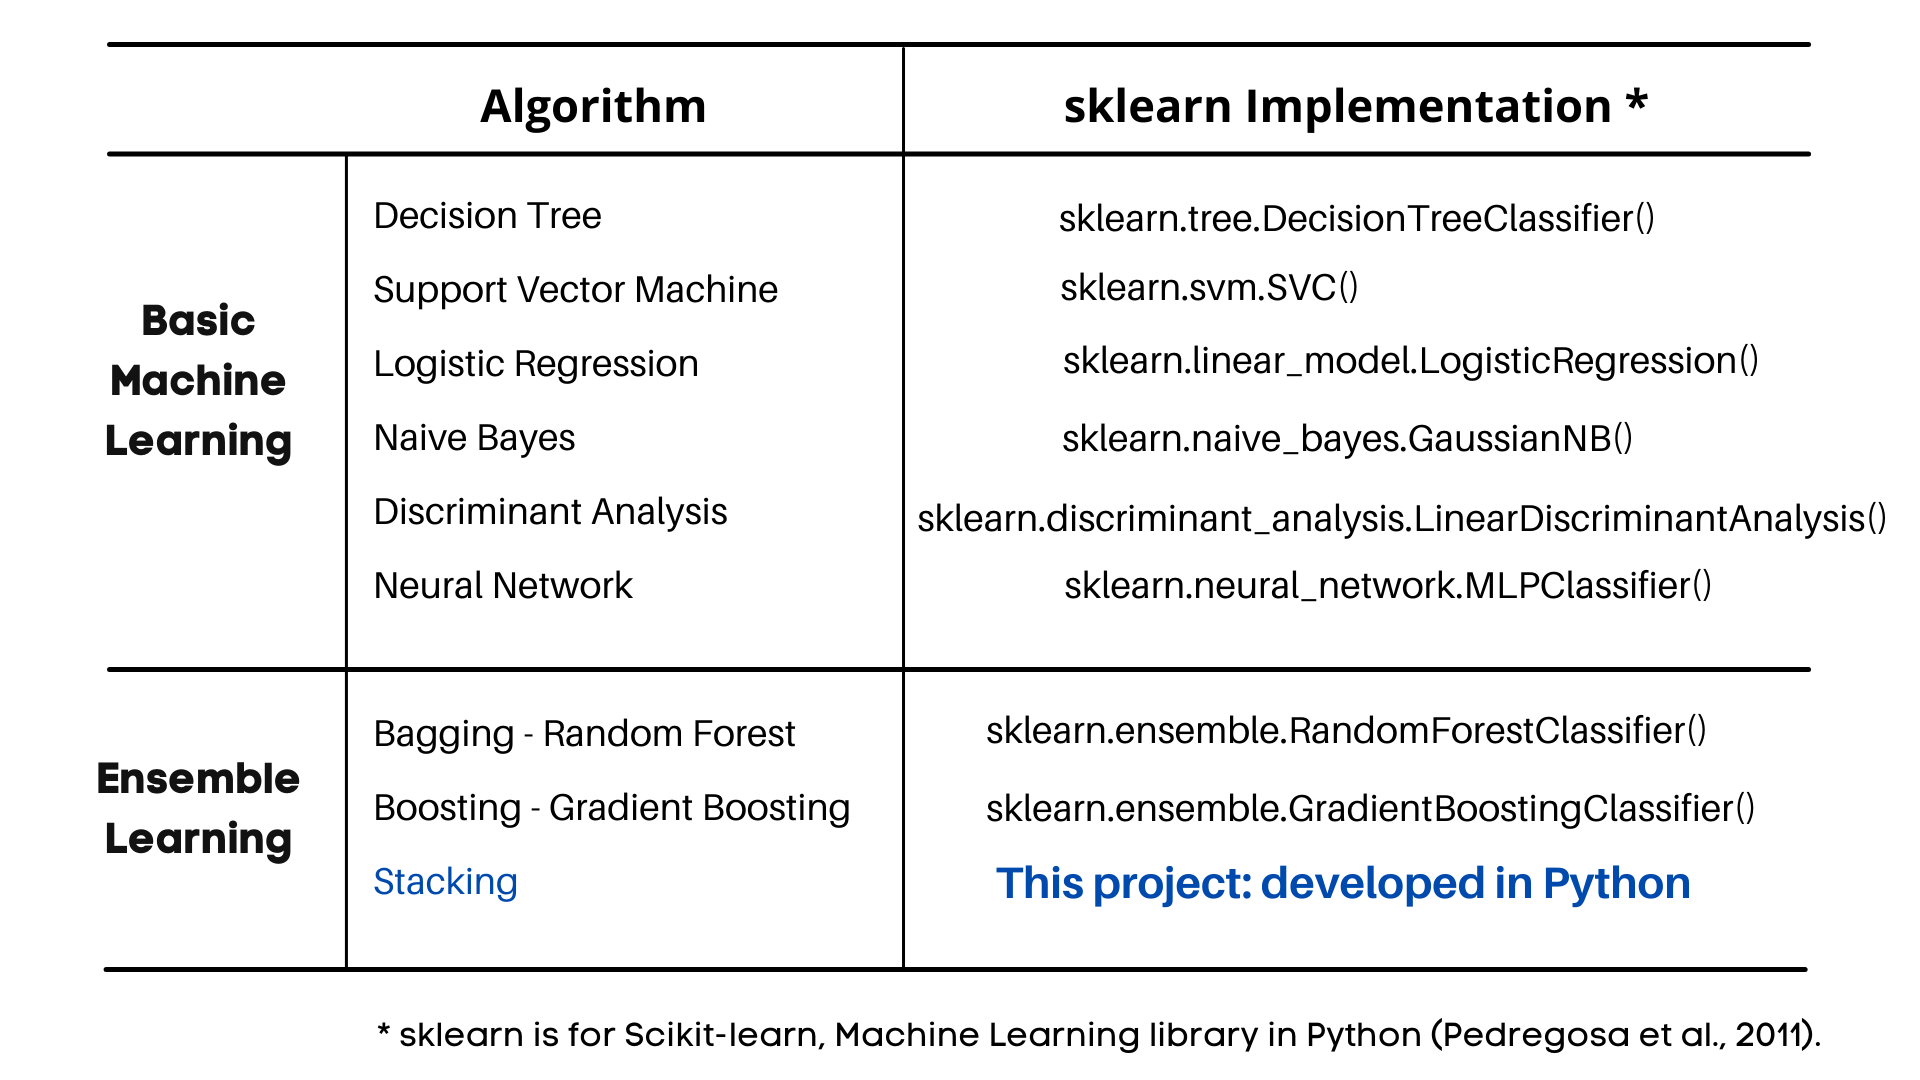 Algorithm sklearn Implementation *
Basic
Machine
Learning
Decision Tree sklearn.tree.DecisionTreeClassifier()
Support Vector Machine sklearn.svm.SVC()
Logistic Regression sklearn.linear_model.LogisticRegression()
Naive Bayes sklearn.naive_bayes.GaussianNB()
Discriminant Analysis sklearn.discriminant_analysis.LinearDiscriminantAnalysis()
Neural Network sklearn.neural_network.MLPClassifier()
Ensemble
Learning
Bagging - Random Forest sklearn.ensemble.RandomForestClassifier()
Boosting - Gradient Boosting sklearn.ensemble.GradientBoostingClassifier()
Stacking This project: developed in Python
* sklearn is for Scikit-learn, Machine Learning library in Python (Pedregosa et al., 2011).